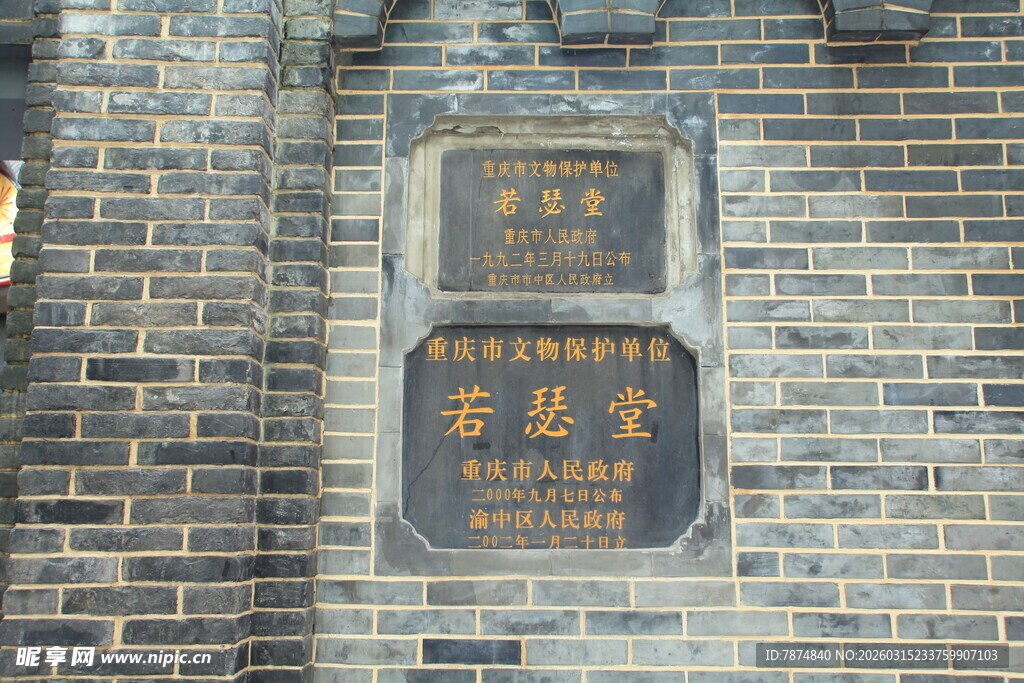 重庆市文物保护单位
若瑟堂
重庆市人民政府
一九九二年三月十九日公布
重庆市市中区人民政府立
重庆市文物保护单位
若瑟堂
重庆市人民政府
二000年九月七日公布
渝中区人民政府
二00二年一月二十日立
昵享网 www.nipic.cn
ID:7874840 NO:20260315233759907103